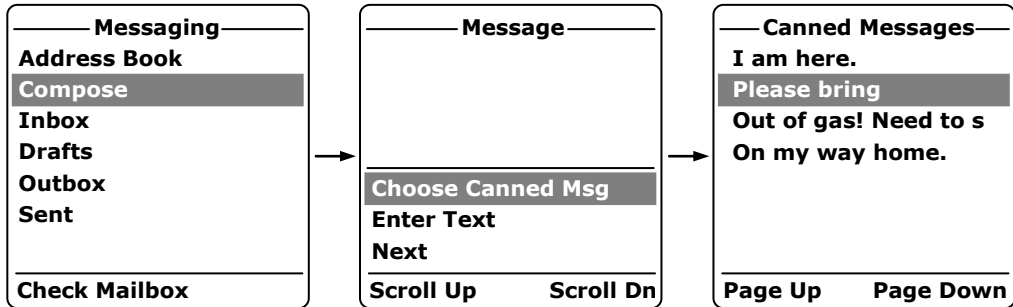 Messaging
Address Book
Compose
Inbox
Drafts
Outbox
Sent
Check Mailbox
Message
Choose Canned Msg
Enter Text
Next
Scroll Up Scroll Dn
Canned Messages
I am here.
Please bring
Out of gas! Need to s
On my way home.
Page Up Page Down